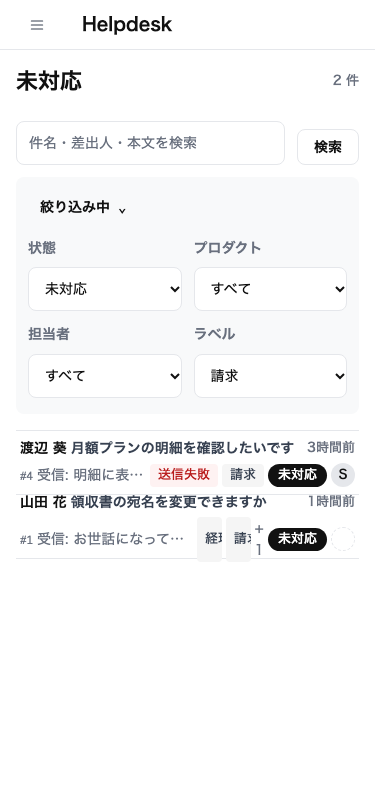 Helpdesk
未対応 2 件
件名・差出人・本文を検索 検索
絞り込み中
状態 プロダクト
未対応 すべて
担当者 ラベル
すべて 請求
渡辺 葵 月額プランの明細を確認したいです 3時間前
#4 受信: 明細に表… 送信失敗 請求 未対応 S
山田 花 領収書の宛名を変更できますか 1時間前
#1 受信: お世話になって… 経 請 +1 未対応